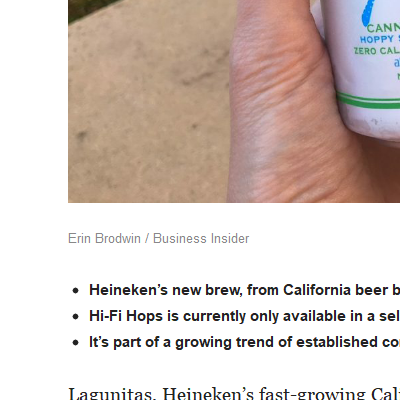 CANN
HOPPY S
ZERO CAL
Erin Brodwin / Business Insider
• Heineken’s new brew, from California beer b
• Hi-Fi Hops is currently only available in a sel
• It’s part of a growing trend of established co
Lagunitas, Heineken’s fast-growing Cal